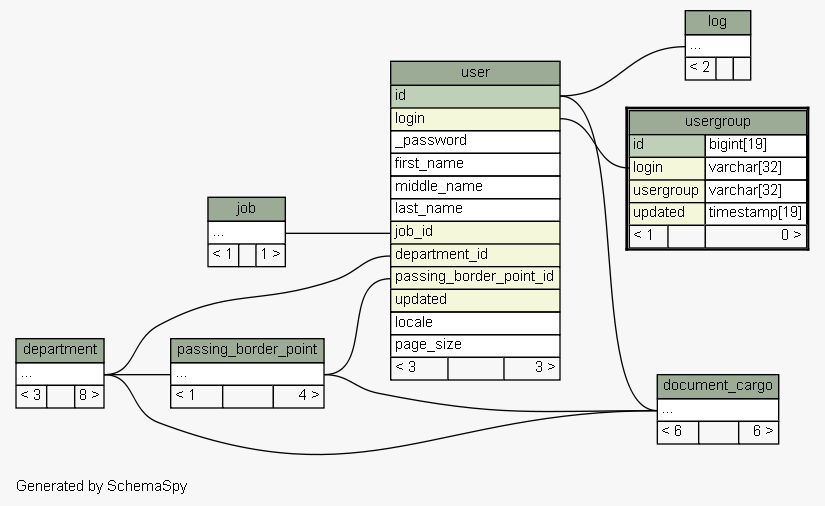 log
...
< 2
user
id
login
_password
first_name
middle_name
last_name
job_id
department_id
passing_border_point_id
updated
locale
page_size
< 3 3 >
usergroup
id bigint[19]
login varchar[32]
usergroup varchar[32]
updated timestamp[19]
< 1 0 >
job
...
< 1 1 >
department
...
< 3 8 >
passing_border_point
...
< 1 4 >
document_cargo
...
< 6 6 >
Generated by SchemaSpy